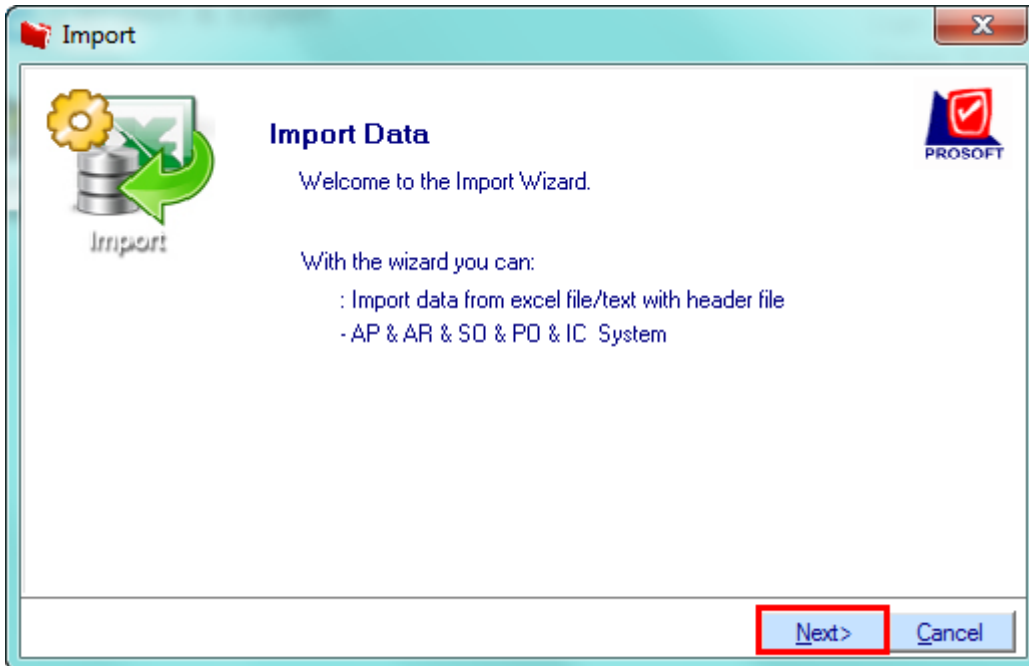 Import
X
Import Data
PROSOFT
Welcome to the Import Wizard.
Import
With the wizard you can:
: Import data from excel file/text with header file
- AP & AR & SO & PO & IC System
Next>
Cancel